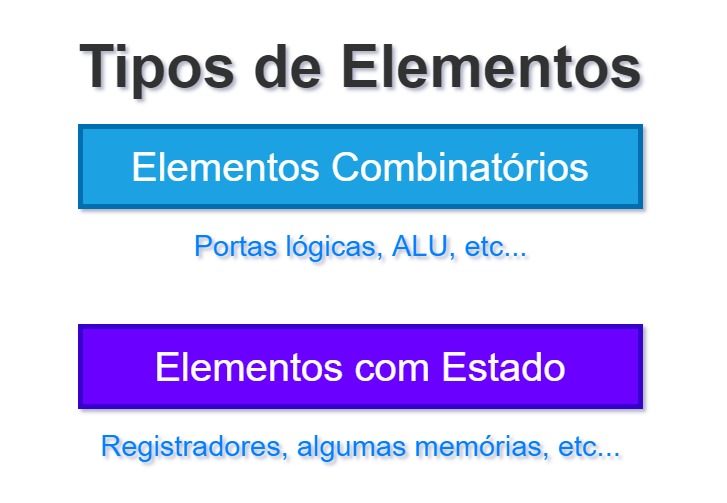 Tipos de Elementos
Elementos Combinatórios
Portas lógicas, ALU, etc...
Elementos com Estado
Registradores, algumas memórias, etc...